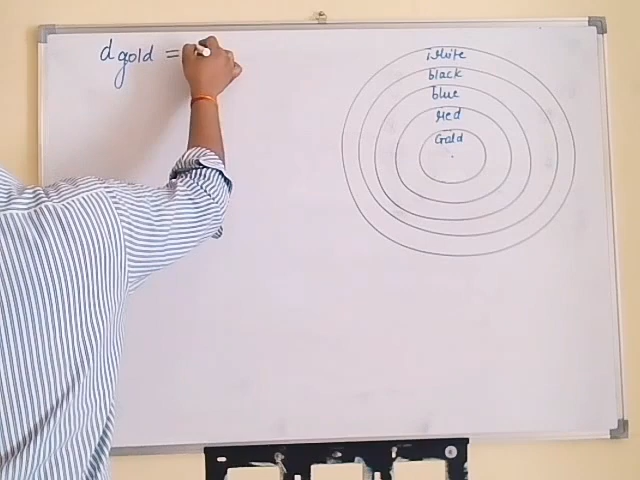 d gold =
white
black
blue
Red
Gold